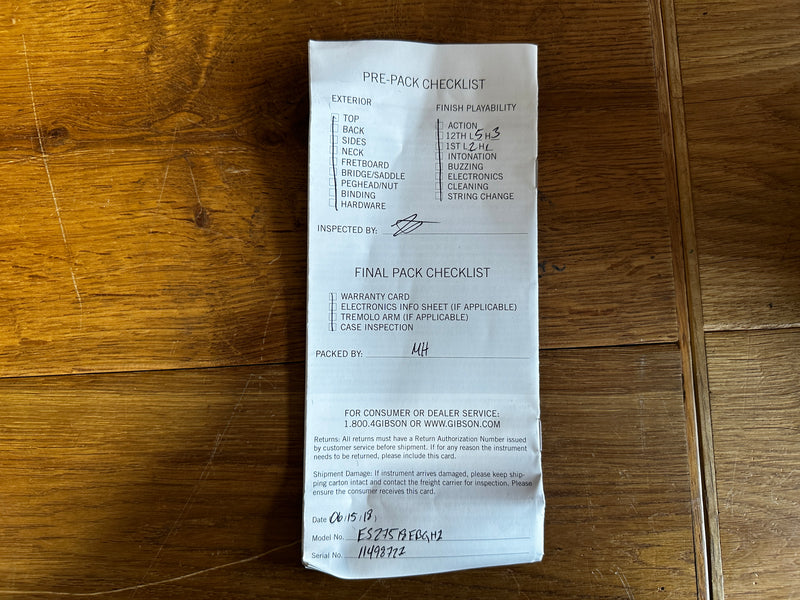 PRE-PACK CHECKLIST
EXTERIOR
TOP
BACK
SIDES
NECK
FRETBOARD
BRIDGE/SADDLE
PEGHEAD/NUT
BINDING
HARDWARE
FINISH PLAYABILITY
ACTION
12TH L 5 H 3
1ST L 2 H
INTONATION
BUZZING
ELECTRONICS
CLEANING
STRING CHANGE
INSPECTED BY:
FINAL PACK CHECKLIST
WARRANTY CARD
ELECTRONICS INFO SHEET (IF APPLICABLE)
TREMOLO ARM (IF APPLICABLE)
CASE INSPECTION
PACKED BY: MH
FOR CONSUMER OR DEALER SERVICE:
1.800.4GIBSON OR WWW.GIBSON.COM
Returns: All returns must have a Return Authorization Number issued
by customer service before shipment. If for any reason the instrument
needs to be returned, please include this card.
Shipment Damage: If instrument arrives damaged, please keep ship-
ping carton intact and contact the freight carrier for inspection. Please
ensure the consumer receives this card.
Date 06/15/18
Model No.
Serial No. 11498722